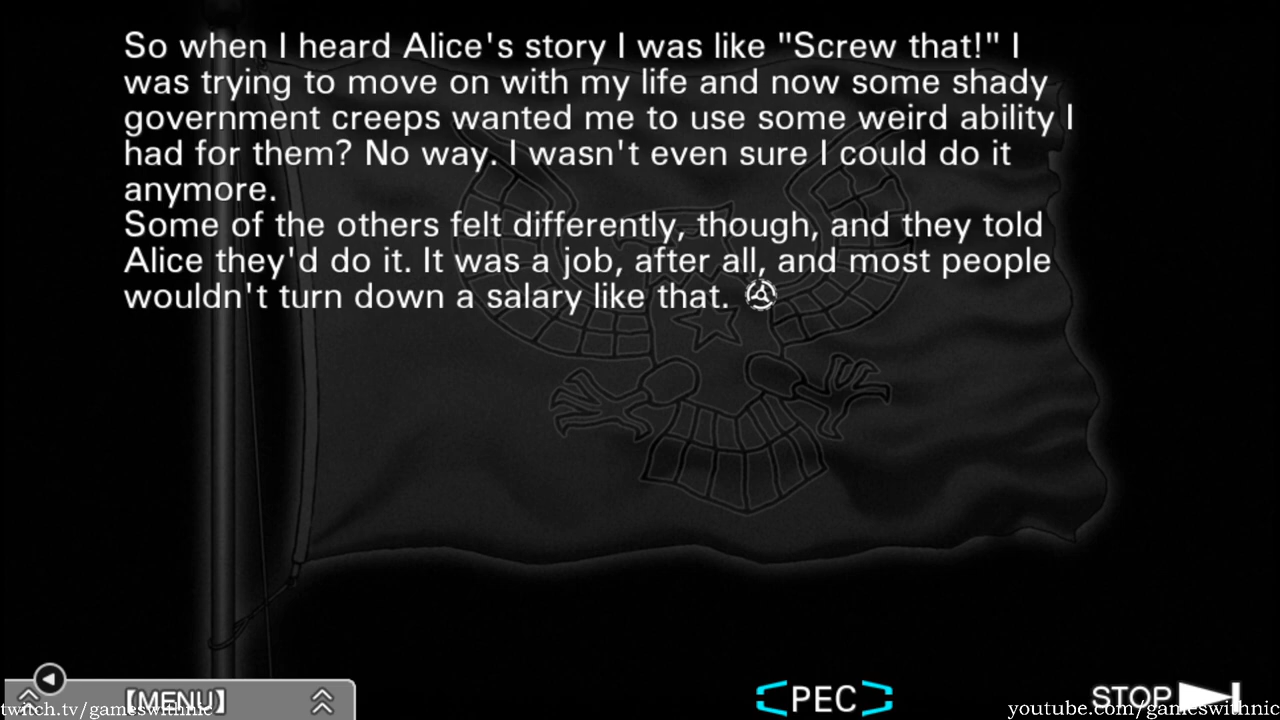 So when I heard Alice's story I was like "Screw that!" I
was trying to move on with my life and now some shady
government creeps wanted me to use some weird ability I
had for them? No way. I wasn't even sure I could do it
anymore.
Some of the others felt differently, though, and they told
Alice they'd do it. It was a job, after all, and most people
wouldn't turn down a salary like that.
【MENU】
PEC
STOP
twitch.tv/gameswithnic
youtube.com/gameswithnic